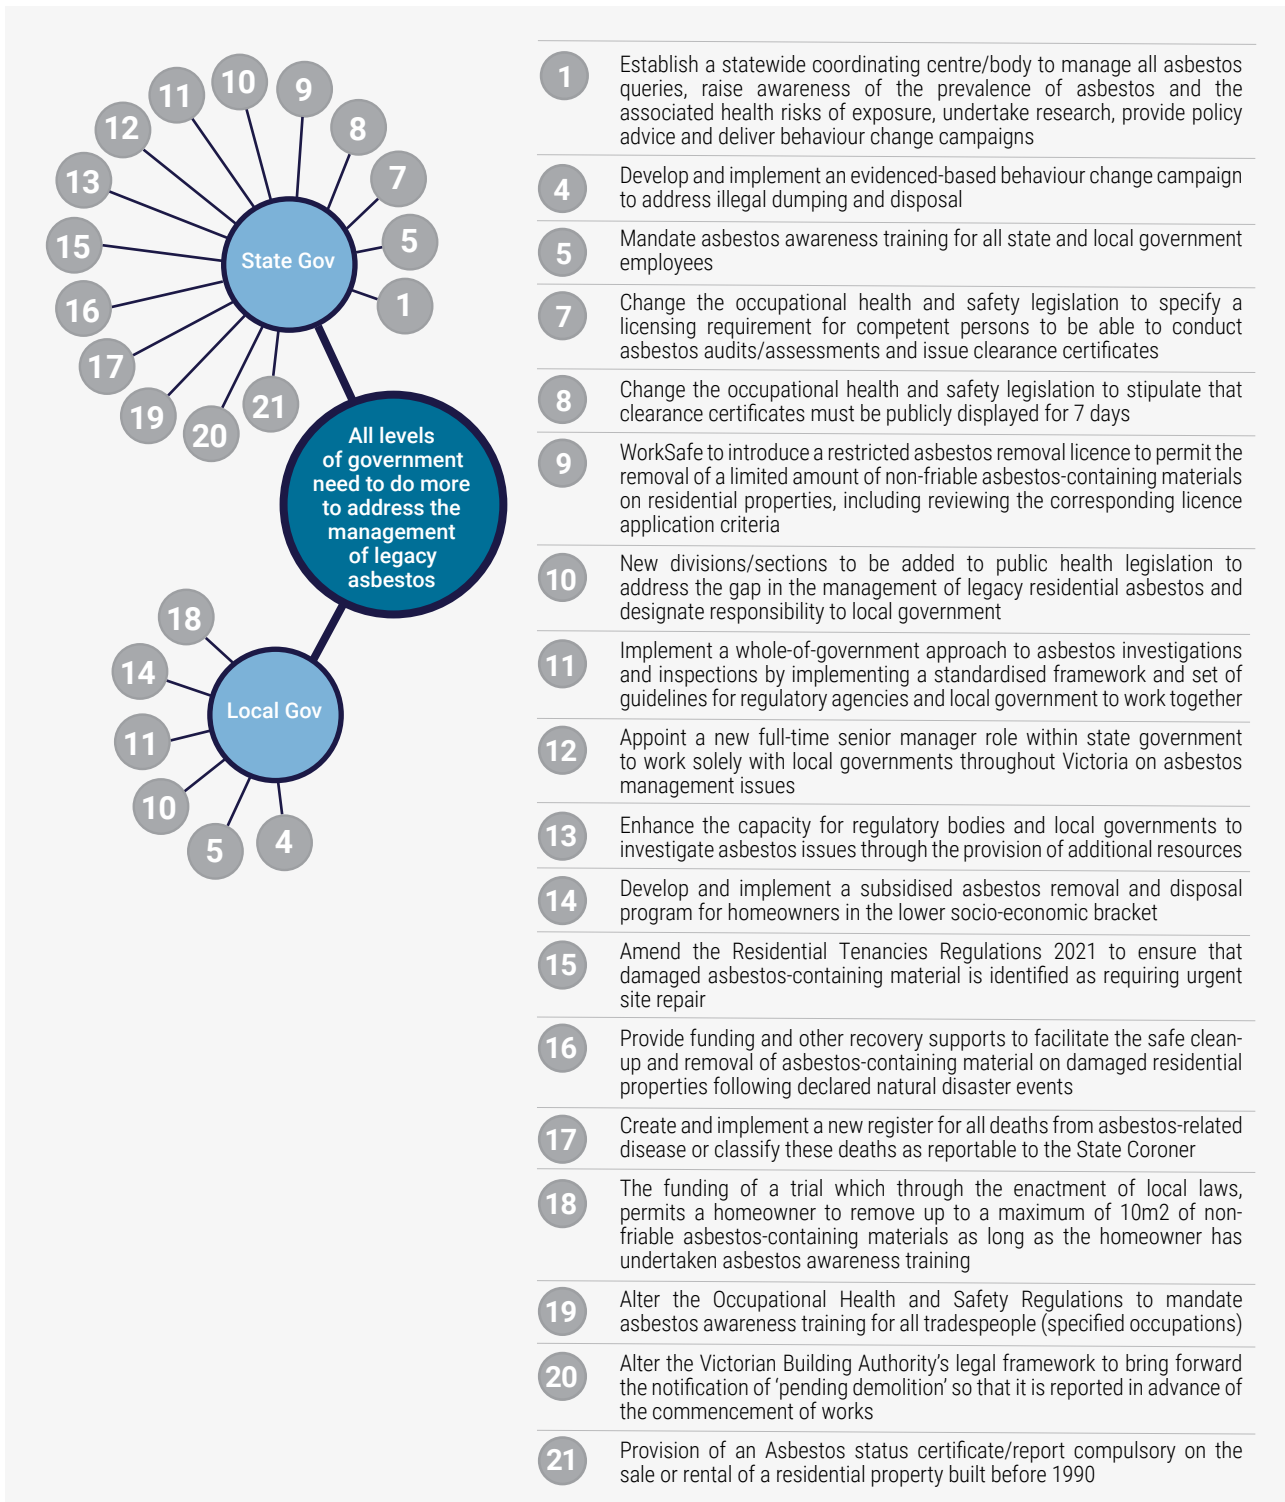 10
9
11
8
12
7
13
5
15
State Gov
1
16
17
21
19
20
All levels
of government
need to do more
to address the
management
of legacy
asbestos
18
14
Local Gov
11
10
5
4
1
Establish a statewide coordinating centre/body to manage all asbestos
queries, raise awareness of the prevalence of asbestos and the
associated health risks of exposure, undertake research, provide policy
advice and deliver behaviour change campaigns
4
Develop and implement an evidenced-based behaviour change campaign
to address illegal dumping and disposal
5
Mandate asbestos awareness training for all state and local government
employees
7
Change the occupational health and safety legislation to specify a
licensing requirement for competent persons to be able to conduct
asbestos audits/assessments and issue clearance certificates
8
Change the occupational health and safety legislation to stipulate that
clearance certificates must be publicly displayed for 7 days
9
WorkSafe to introduce a restricted asbestos removal licence to permit the
removal of a limited amount of non-friable asbestos-containing materials
on residential properties, including reviewing the corresponding licence
application criteria
10
New divisions/sections to be added to public health legislation to
address the gap in the management of legacy residential asbestos and
designate responsibility to local government
11
Implement a whole-of-government approach to asbestos investigations
and inspections by implementing a standardised framework and set of
guidelines for regulatory agencies and local government to work together
12
Appoint a new full-time senior manager role within state government
to work solely with local governments throughout Victoria on asbestos
management issues
13
Enhance the capacity for regulatory bodies and local governments to
investigate asbestos issues through the provision of additional resources
14
Develop and implement a subsidised asbestos removal and disposal
program for homeowners in the lower socio-economic bracket
15
Amend the Residential Tenancies Regulations 2021 to ensure that
damaged asbestos-containing material is identified as requiring urgent
site repair
16
Provide funding and other recovery supports to facilitate the safe clean-
up and removal of asbestos-containing material on damaged residential
properties following declared natural disaster events
17
Create and implement a new register for all deaths from asbestos-related
disease or classify these deaths as reportable to the State Coroner
18
The funding of a trial which through the enactment of local laws,
permits a homeowner to remove up to a maximum of 10m2 of non-
friable asbestos-containing materials as long as the homeowner has
undertaken asbestos awareness training
19
Alter the Occupational Health and Safety Regulations to mandate
asbestos awareness training for all tradespeople (specified occupations)
20
Alter the Victorian Building Authority's legal framework to bring forward
the notification of 'pending demolition' so that it is reported in advance of
the commencement of works
21
Provision of an Asbestos status certificate/report compulsory on the
sale or rental of a residential property built before 1990